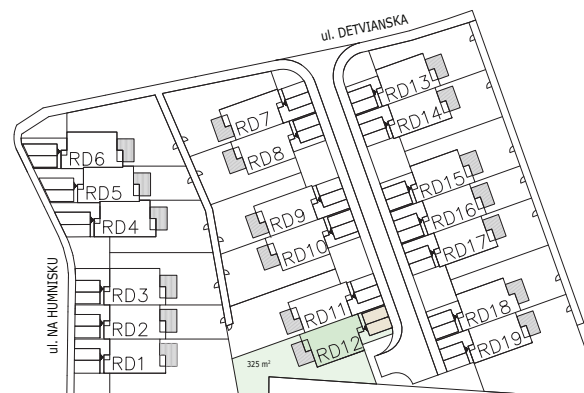 ul. DETVIANSKA
RD13
RD14
RD7
RD8
RD6
RD5
RD4
RD15
RD16
RD17
RD9
RD10
ul. NA HUMNISKU
RD3
RD2
RD1
RD11
RD12
325 m²
RD18
RD19